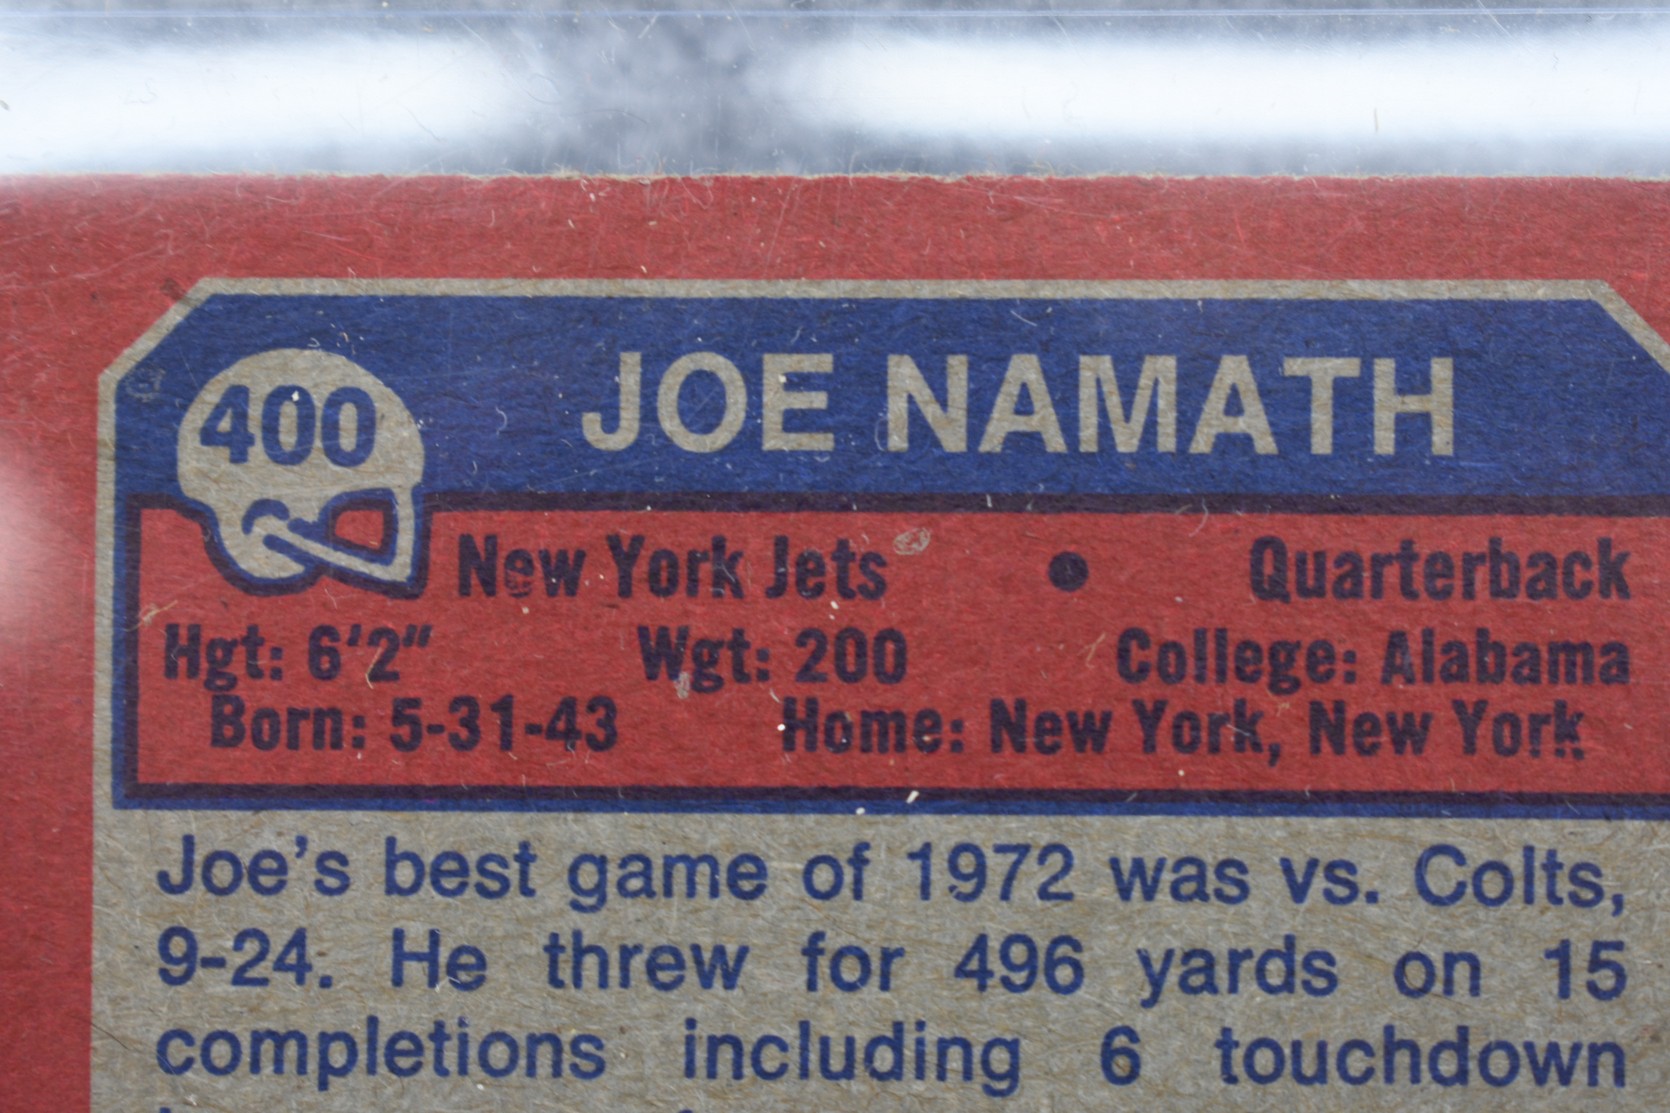 400 JOE NAMATH
New York Jets • Quarterback
Hgt: 6'2" Wgt: 200 College: Alabama
Born: 5-31-43 Home: New York, New York
Joe's best game of 1972 was vs. Colts,
9-24. He threw for 496 yards on 15
completions including 6 touchdown